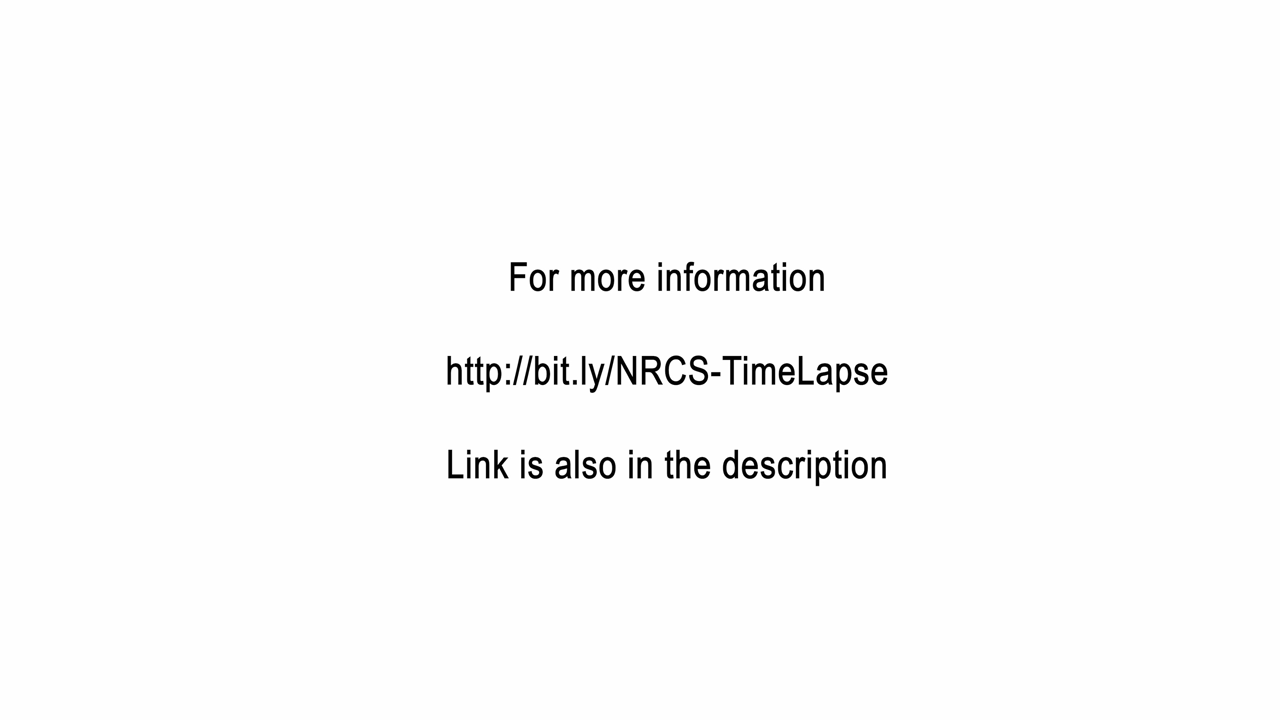 For more information
http://bit.ly/NRCS-TimeLapse
Link is also in the description